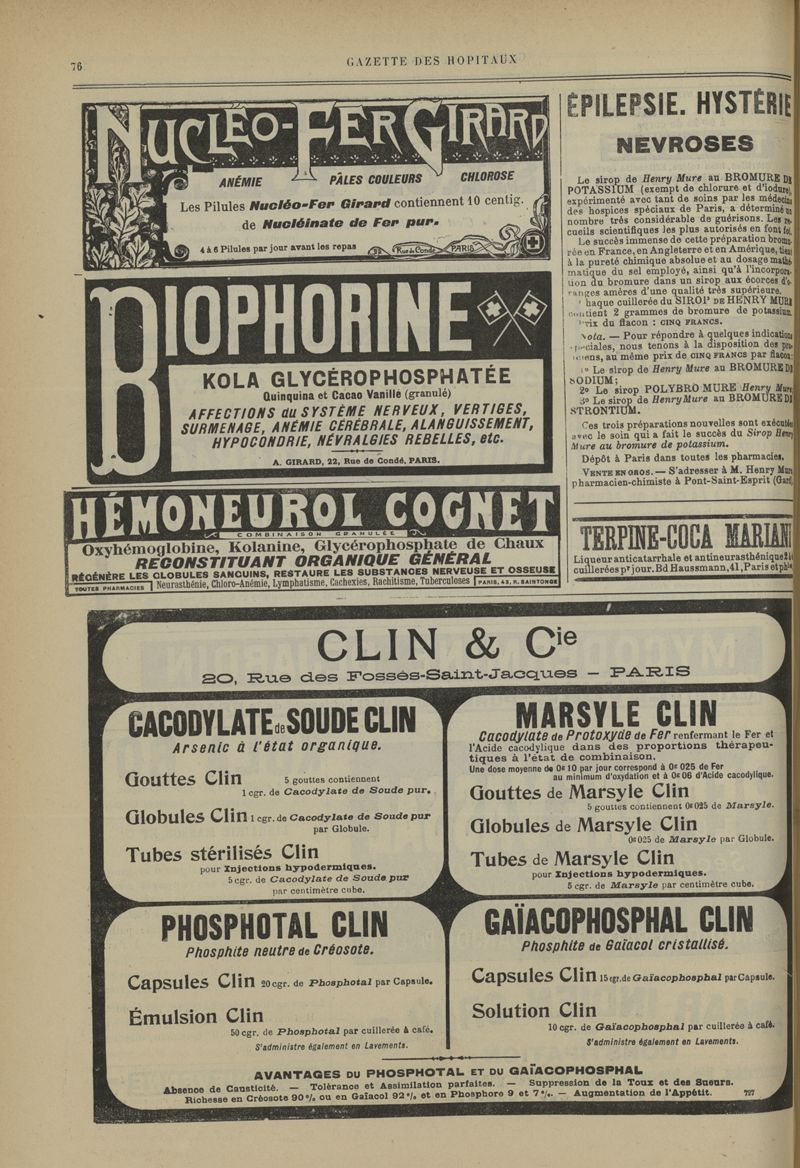 76
GAZETTE DES HOPITAUX
NUCLÉO-FER GIRARD
ANÉMIE PÂLES COULEURS CHLOROSE
Les Pilules Nucléo-Fer Girard contiennent 10 centig.
de Nucléinate de Fer pur.
4 à 6 Pilules par jour avant les repas 22, Rue de Condé, PARIS
BIOPHORINE
KOLA GLYCÉROPHOSPHATÉE
Quinquina et Cacao Vanillé (granulé)
AFFECTIONS du SYSTÈME NERVEUX, VERTIGES,
SURMENAGE, ANÉMIE CÉRÉBRALE, ALANGUISSEMENT,
HYPOCONDRIE, NÉVRALGIES REBELLES, etc.
A. GIRARD, 22, Rue de Condé, PARIS.
HÉMONEUROL COGNET
COMBINAISON GRANULÉE
Oxyhémoglobine, Kolanine, Glycérophosphate de Chaux
RECONSTITUANT ORGANIQUE GÉNÉRAL
RÉGÉNÈRE LES GLOBULES SANGUINS, RESTAURE LES SUBSTANCES NERVEUSE ET OSSEUSE
TOUTES PHARMACIES Neurasthénie, Chloro-Anémie, Lymphatisme, Cachexies, Rachitisme, Tuberculoses PARIS, 43, R. SAINTONGE
ÉPILEPSIE. HYSTÉRIE
NEVROSES
Le sirop de Henry Mure au BROMURE DE
POTASSIUM (exempt de chlorure et d'iodure),
expérimenté avec tant de soins par les médecins
des hospices spéciaux de Paris, a déterminé un
nombre très considérable de guérisons. Les re-
cueils scientifiques les plus autorisés en font foi.
Le succès immense de cette préparation bromu-
rée en France, en Angleterre et en Amérique, tient
à la pureté chimique absolue et au dosage mathé-
matique du sel employé, ainsi qu'à l'incorpora-
tion du bromure dans un sirop aux écorces d'o-
ranges amères d'une qualité très supérieure.
haque cuillerée du SIROP DE HENRY MURE
contient 2 grammes de bromure de potassium.
Prix du flacon : CINQ FRANCS.
Nota. — Pour répondre à quelques indications
spéciales, nous tenons à la disposition des pra-
ticiens, au même prix de CINQ FRANCS par flacon:
1° Le sirop de Henry Mure au BROMURE DE
SODIUM;
2° Le sirop POLYBROMURE Henry Mure
3° Le sirop de Henry Mure au BROMURE DE
STRONTIUM.
Ces trois préparations nouvelles sont exécutées
avec le soin qui a fait le succès du Sirop Henry
Mure au bromure de potassium.
Dépôt à Paris dans toutes les pharmacies.
VENTE EN GROS. — S'adresser à M. Henry Mure
pharmacien-chimiste à Pont-Saint-Esprit (Gard)
TERPINE-COCA MARIANI
Liqueur anticatarrhale et antineurasthénique
cuillerées pr jour. Bd Haussmann, 41, Paris et phies
CLIN & Cie
20, Rue des Fossés-Saint-Jacques — PARIS
CACODYLATE de SOUDE CLIN
Arsenic à l'état organique.
Gouttes Clin 5 gouttes contiennent
1 cgr. de Cacodylate de Soude pur.
Globules Clin 1 cgr. de Cacodylate de Soude pur
par Globule.
Tubes stérilisés Clin
pour Injections hypodermiques.
5 cgr. de Cacodylate de Soude pur
par centimètre cube.
MARSYLE CLIN
Cacodylate de Protoxyde de Fer renfermant le Fer et
l'Acide cacodylique dans des proportions thérapeu-
tiques à l'état de combinaison.
Une dose moyenne de 0g 10 par jour correspond à 0g 025 de Fer
au minimum d'oxydation et à 0g 06 d'Acide cacodylique.
Gouttes de Marsyle Clin
5 gouttes contiennent 0g025 de Marsyle.
Globules de Marsyle Clin
0g025 de Marsyle par Globule.
Tubes de Marsyle Clin
pour Injections hypodermiques.
5 cgr. de Marsyle par centimètre cube.
PHOSPHOTAL CLIN
Phosphite neutre de Créosote.
Capsules Clin 20 cgr. de Phosphotal par Capsule.
Émulsion Clin
50 cgr. de Phosphotal par cuillerée à café.
S'administre également en Lavements.
GAÏACOPHOSPHAL CLIN
Phosphite de Gaïacol cristallisé.
Capsules Clin 15 cgr. de Gaïacophosphal par Capsule.
Solution Clin
10 cgr. de Gaïacophosphal par cuillerée à café.
S'administre également en Lavements.
AVANTAGES DU PHOSPHOTAL ET DU GAÏACOPHOSPHAL
Absence de Causticité. — Tolérance et Assimilation parfaites. — Suppression de la Toux et des Sueurs.
Richesse en Créosote 90 % ou en Gaïacol 92 % et en Phosphore 9 et 7 %. — Augmentation de l'Appétit. 727